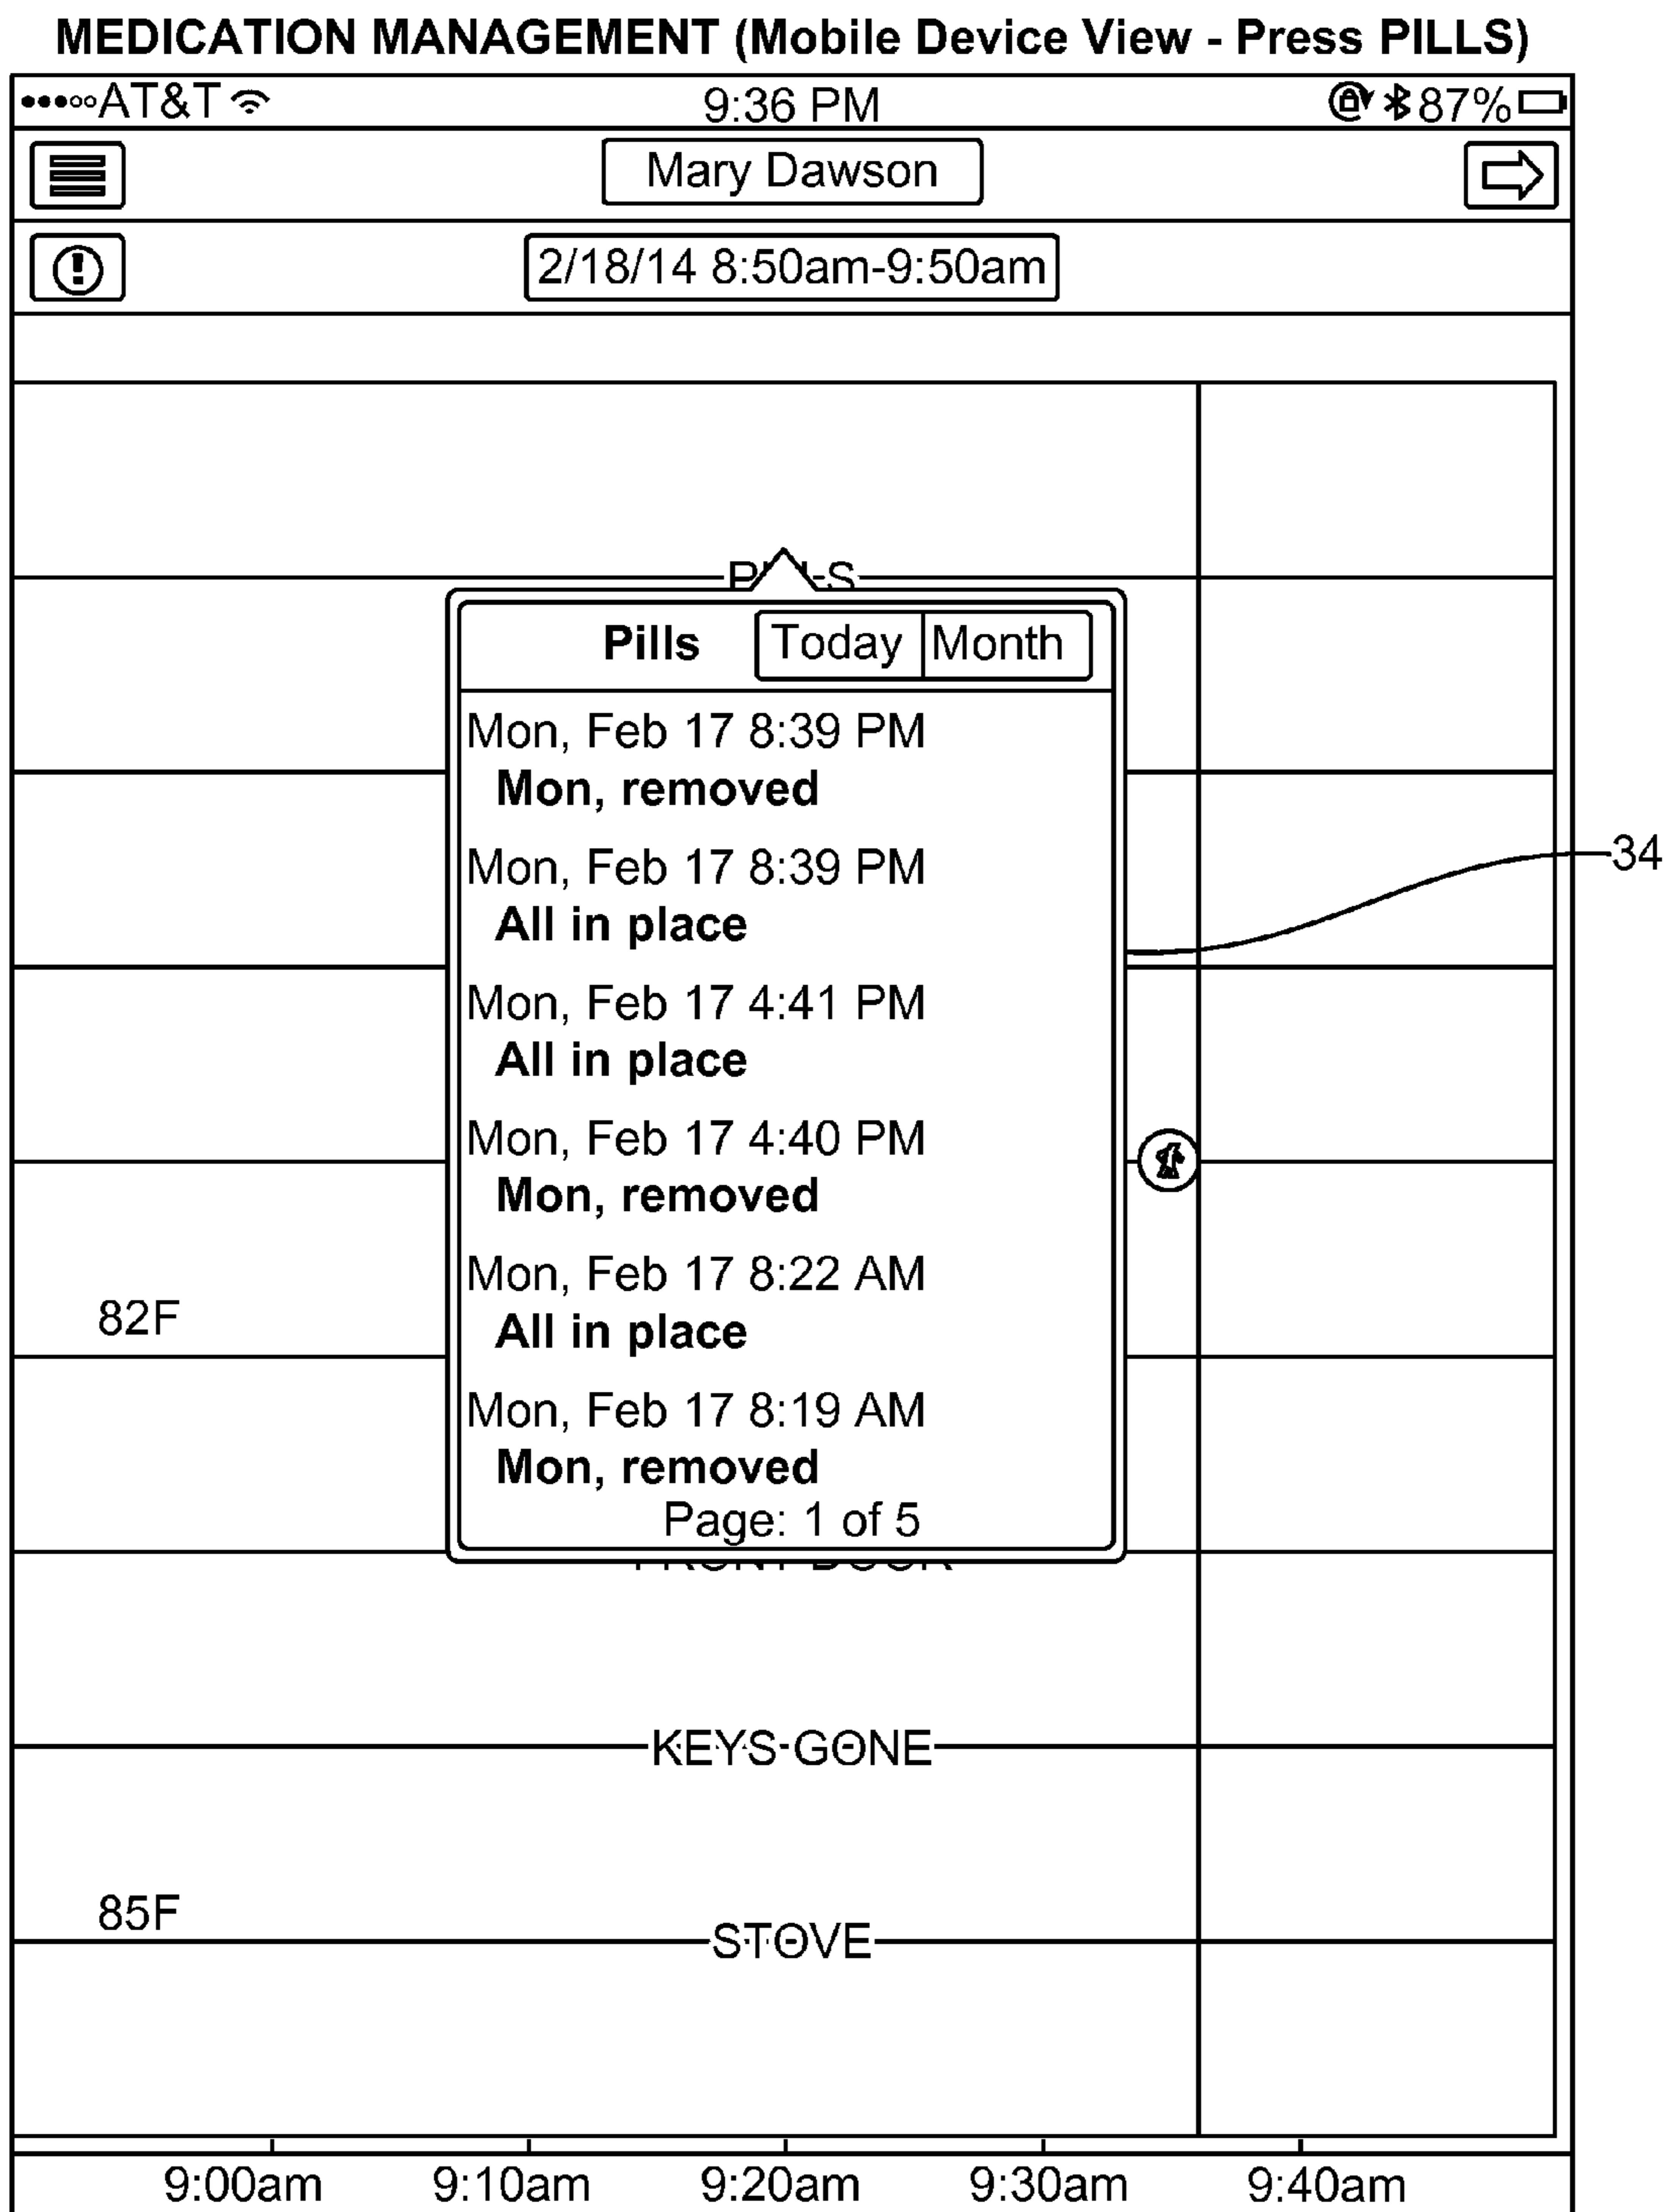 MEDICATION MANAGEMENT (Mobile Device View - Press PILLS)
AT&T 9:36 PM 87%
Mary Dawson
2/18/14 8:50am-9:50am
Pills Today Month
Mon, Feb 17 8:39 PM
Mon, removed
Mon, Feb 17 8:39 PM
All in place
34
Mon, Feb 17 4:41 PM
All in place
Mon, Feb 17 4:40 PM
Mon, removed
Mon, Feb 17 8:22 AM
82F
All in place
Mon, Feb 17 8:19 AM
Mon, removed
Page: 1 of 5
KEYS GONE
85F
STOVE
9:00am 9:10am 9:20am 9:30am 9:40am